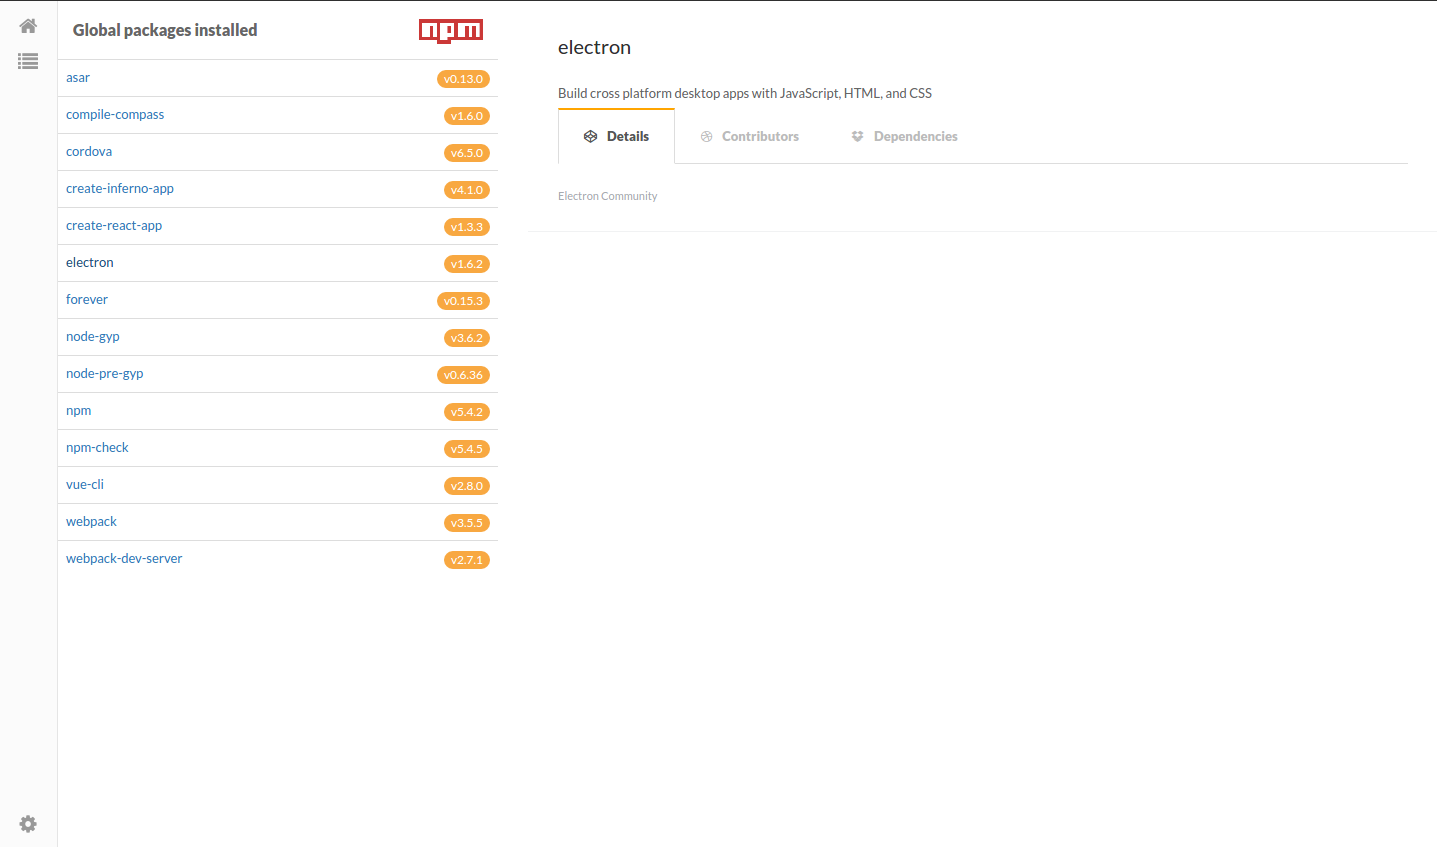 Global packages installed
npm
asar v0.13.0
compile-compass v1.6.0
cordova v6.5.0
create-inferno-app v4.1.0
create-react-app v1.3.3
electron v1.6.2
forever v0.15.3
node-gyp v3.6.2
node-pre-gyp v0.6.36
npm v5.4.2
npm-check v5.4.5
vue-cli v2.8.0
webpack v3.5.5
webpack-dev-server v2.7.1
electron
Build cross platform desktop apps with JavaScript, HTML, and CSS
Details Contributors Dependencies
Electron Community